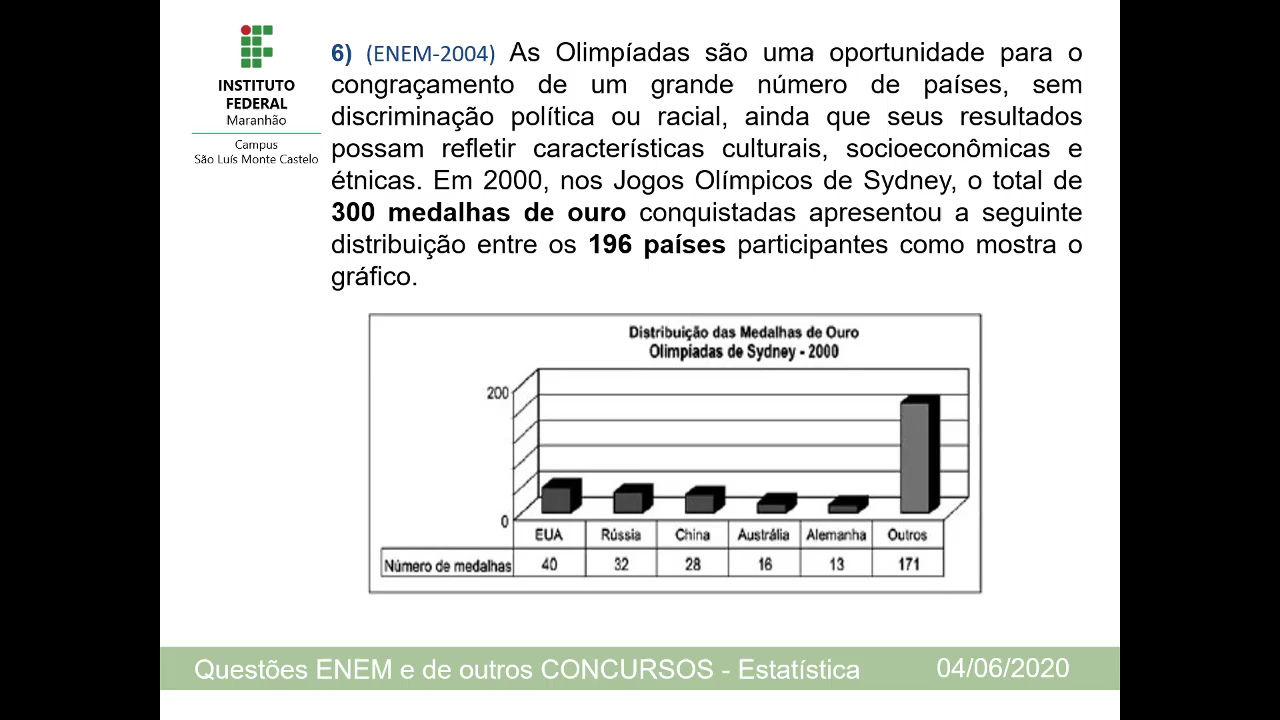 INSTITUTO
FEDERAL
Maranhão
Campus
São Luís Monte Castelo
6) (ENEM-2004) As Olimpíadas são uma oportunidade para o
congraçamento de um grande número de países, sem
discriminação política ou racial, ainda que seus resultados
possam refletir características culturais, socioeconômicas e
étnicas. Em 2000, nos Jogos Olímpicos de Sydney, o total de
300 medalhas de ouro conquistadas apresentou a seguinte
distribuição entre os 196 países participantes como mostra o
gráfico.
Distribuição das Medalhas de Ouro
Olimpíadas de Sydney - 2000
200
0
EUA Rússia China Austrália Alemanha Outros
Número de medalhas 40 32 28 16 13 171
Questões ENEM e de outros CONCURSOS - Estatística 04/06/2020